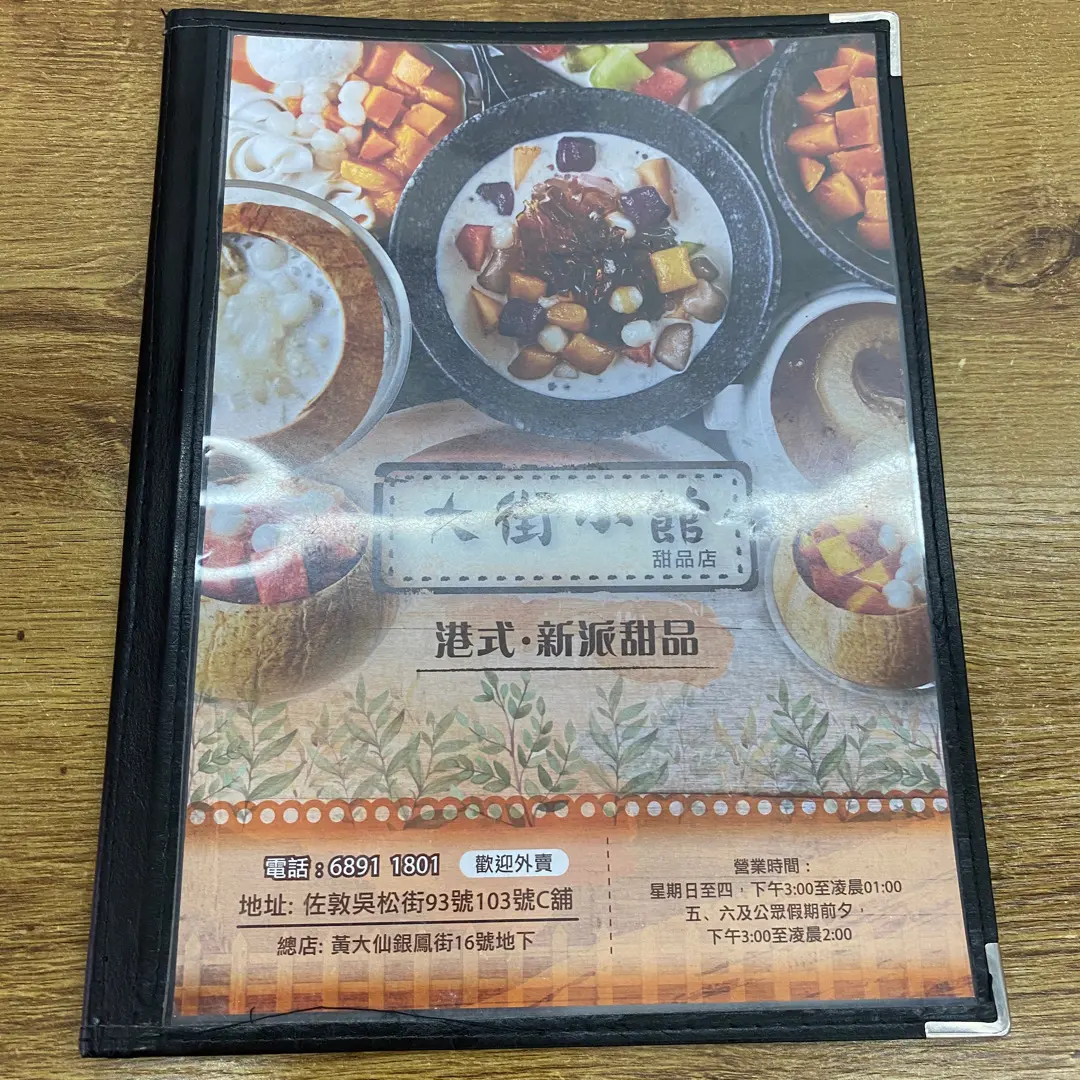 大街小館
甜品店
港式·新派甜品
電話：6891 1801 歡迎外賣
地址: 佐敦吳松街93號103號C舖
總店: 黃大仙銀鳳街16號地下
營業時間：
星期日至四，下午3:00至凌晨01:00
五、六及公眾假期前夕，
下午3:00至凌晨2:00